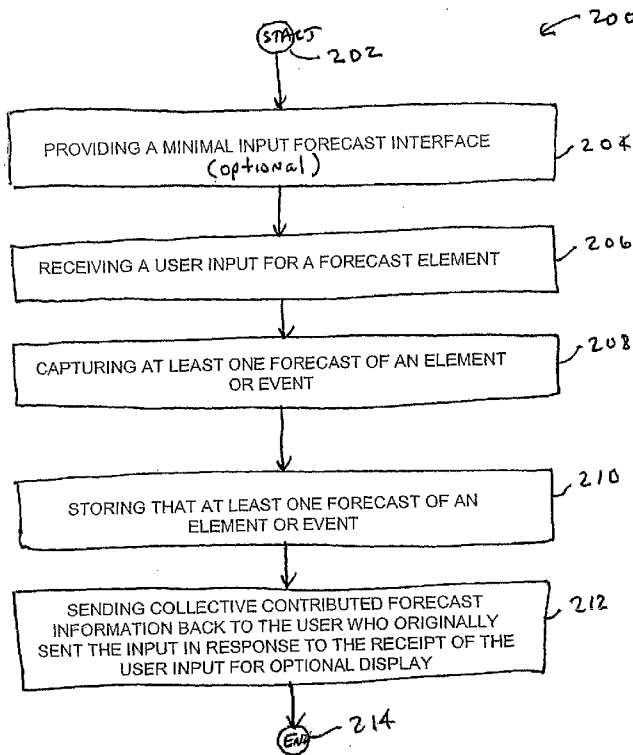 200
START
202
PROVIDING A MINIMAL INPUT FORECAST INTERFACE
(optional)
204
RECEIVING A USER INPUT FOR A FORECAST ELEMENT
206
CAPTURING AT LEAST ONE FORECAST OF AN ELEMENT
OR EVENT
208
STORING THAT AT LEAST ONE FORECAST OF AN
ELEMENT OR EVENT
210
SENDING COLLECTIVE CONTRIBUTED FORECAST
INFORMATION BACK TO THE USER WHO ORIGINALLY
SENT THE INPUT IN RESPONSE TO THE RECEIPT OF THE
USER INPUT FOR OPTIONAL DISPLAY
212
END
214